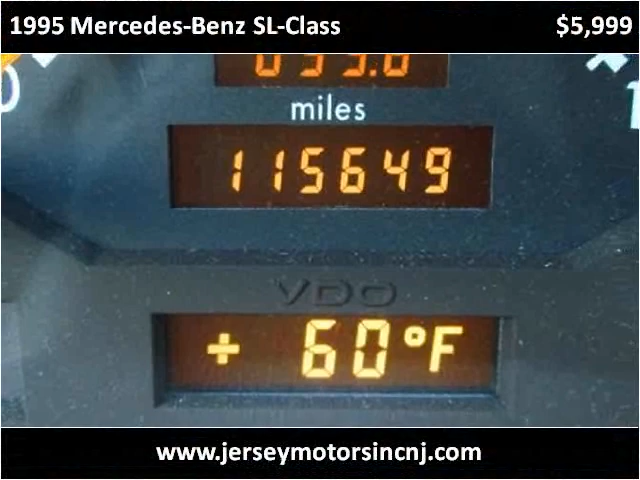 1995 Mercedes-Benz SL-Class $5,999
miles
115649
VDO
+ 60°F
www.jerseymotorsincnj.com